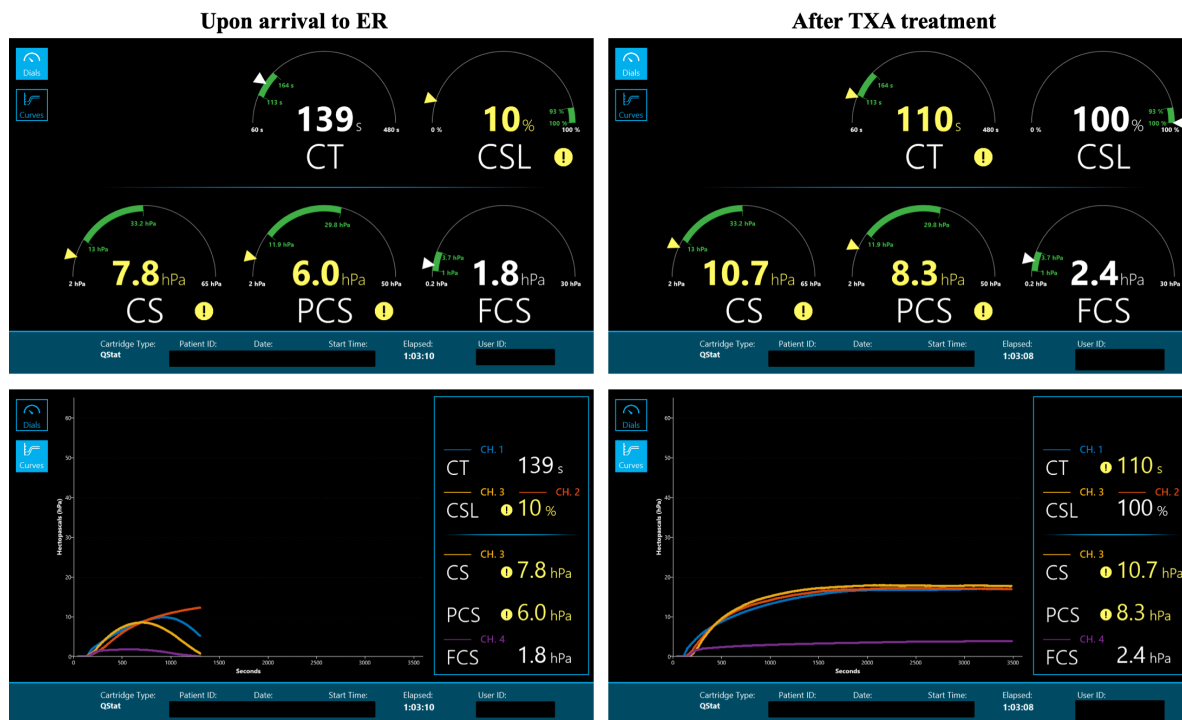 Upon arrival to ER
After TXA treatment
Dials
Curves
164 s
113 s
60 s
480 s
139 s
CT
93 %
100 %
0 %
100 %
10 %
CSL !
33.2 hPa
13 hPa
2 hPa
65 hPa
7.8 hPa
CS !
29.8 hPa
11.9 hPa
2 hPa
50 hPa
6.0 hPa
PCS !
3.7 hPa
1 hPa
0.2 hPa
30 hPa
1.8 hPa
FCS
Cartridge Type: Patient ID: Date: Start Time: Elapsed: User ID:
QStat 1:03:10
Dials
Curves
164 s
113 s
60 s
480 s
110 s
CT !
93 %
100 %
0 %
100 %
100 %
CSL
33.2 hPa
13 hPa
2 hPa
65 hPa
10.7 hPa
CS !
29.8 hPa
11.9 hPa
2 hPa
50 hPa
8.3 hPa
PCS !
3.7 hPa
1 hPa
0.2 hPa
30 hPa
2.4 hPa
FCS
Cartridge Type: Patient ID: Date: Start Time: Elapsed: User ID:
QStat 1:03:08
Dials
Curves
Hectopascals (hPa)
60
50
40
30
20
10
0
0 500 1000 1500 2000 2500 3000 3500
Seconds
CH. 1
CT 139 s
CH. 3 CH. 2
CSL ! 10 %
CH. 3
CS ! 7.8 hPa
PCS ! 6.0 hPa
CH. 4
FCS 1.8 hPa
Cartridge Type: Patient ID: Date: Start Time: Elapsed: User ID:
QStat 1:03:10
Dials
Curves
Hectopascals (hPa)
60
50
40
30
20
10
0
0 500 1000 1500 2000 2500 3000 3500
Seconds
CH. 1
CT ! 110 s
CH. 3 CH. 2
CSL 100 %
CH. 3
CS ! 10.7 hPa
PCS ! 8.3 hPa
CH. 4
FCS 2.4 hPa
Cartridge Type: Patient ID: Date: Start Time: Elapsed: User ID:
QStat 1:03:08